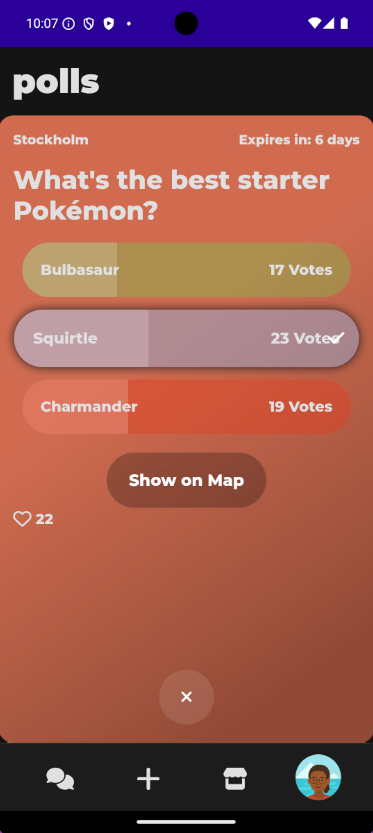 10:07
polls
Stockholm
Expires in: 6 days
What's the best starter
Pokémon?
Bulbasaur 17 Votes
Squirtle 23 Votes
Charmander 19 Votes
Show on Map
22